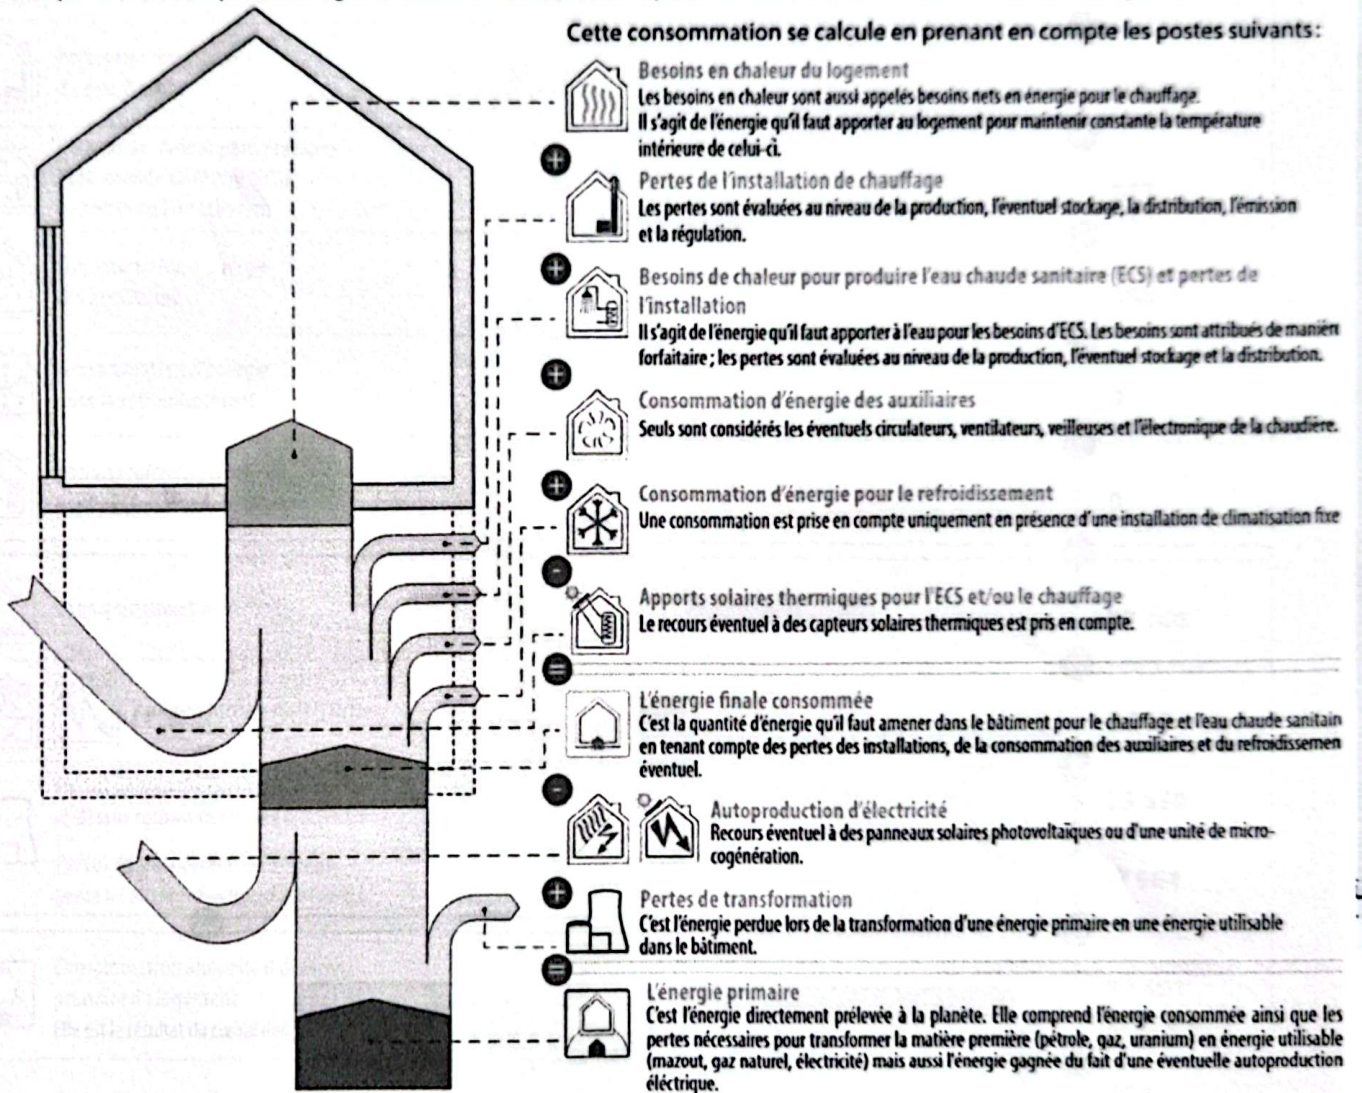 Cette consommation se calcule en prenant en compte les postes suivants :
Besoins en chaleur du logement
Les besoins en chaleur sont aussi appelés besoins nets en énergie pour le chauffage.
Il s'agit de l'énergie qu'il faut apporter au logement pour maintenir constante la température
intérieure de celui-ci.
+
Pertes de l'installation de chauffage
Les pertes sont évaluées au niveau de la production, l'éventuel stockage, la distribution, l'émission
et la régulation.
+
Besoins de chaleur pour produire l'eau chaude sanitaire (ECS) et pertes de
l'installation
Il s'agit de l'énergie qu'il faut apporter à l'eau pour les besoins d'ECS. Les besoins sont attribués de manièr
forfaitaire ; les pertes sont évaluées au niveau de la production, l'éventuel stockage et la distribution.
+
Consommation d'énergie des auxiliaires
Seuls sont considérés les éventuels circulateurs, ventilateurs, veilleuses et l'électronique de la chaudière.
+
Consommation d'énergie pour le refroidissement
Une consommation est prise en compte uniquement en présence d'une installation de climatisation fixe
-
Apports solaires thermiques pour l'ECS et/ou le chauffage
Le recours éventuel à des capteurs solaires thermiques est pris en compte.
=
L'énergie finale consommée
C'est la quantité d'énergie qu'il faut amener dans le bâtiment pour le chauffage et l'eau chaude sanitain
en tenant compte des pertes des installations, de la consommation des auxiliaires et du refroidissemen
éventuel.
-
Autoproduction d'électricité
Recours éventuel à des panneaux solaires photovoltaïques ou d'une unité de micro-
cogénération.
+
Pertes de transformation
C'est l'énergie perdue lors de la transformation d'une énergie primaire en une énergie utilisable
dans le bâtiment.
=
L'énergie primaire
C'est l'énergie directement prélevée à la planète. Elle comprend l'énergie consommée ainsi que les
pertes nécessaires pour transformer la matière première (pétrole, gaz, uranium) en énergie utilisable
(mazout, gaz naturel, électricité) mais aussi l'énergie gagnée du fait d'une éventuelle autoproduction
éléctrique.